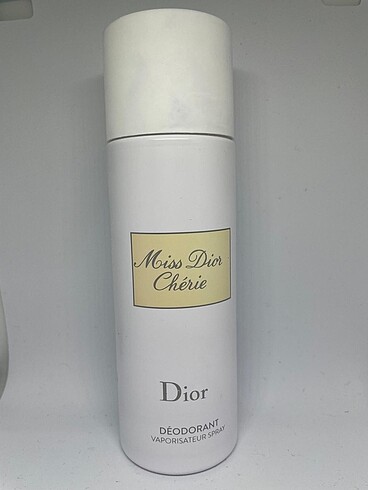 Miss Dior
Chérie
Dior
DÉODORANT
VAPORISATEUR SPRAY